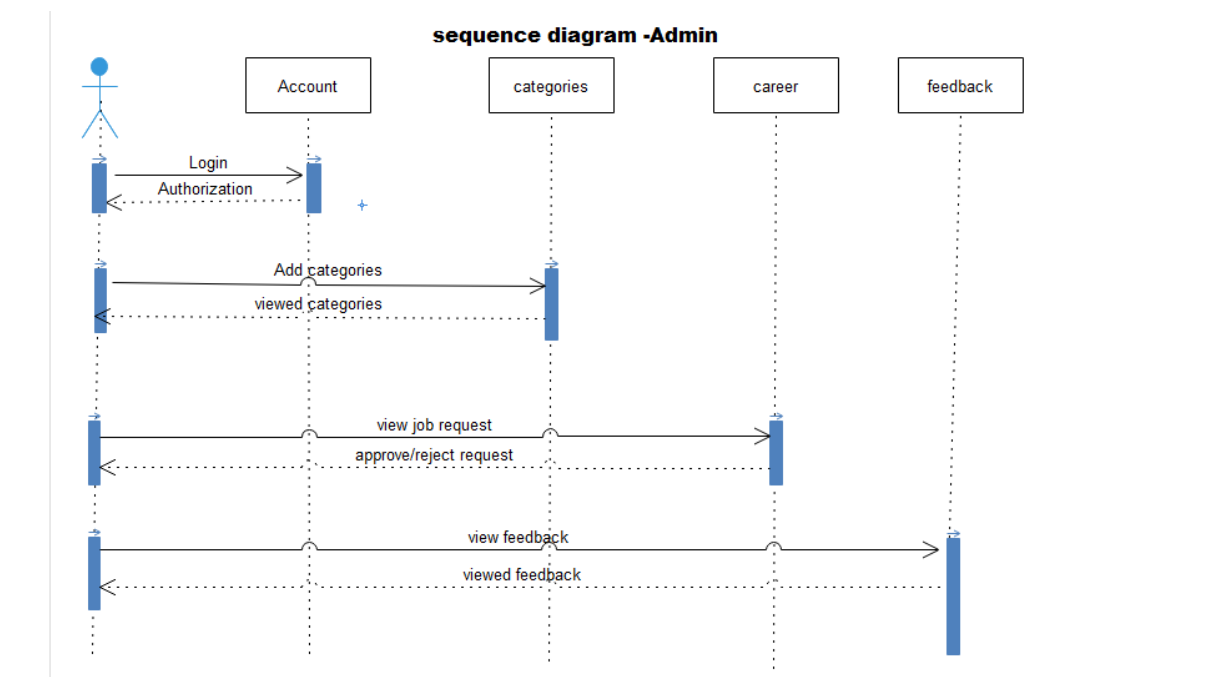 sequence diagram -Admin
Account
categories
career
feedback
Login
Authorization
Add categories
viewed categories
view job request
approve/reject request
view feedback
viewed feedback